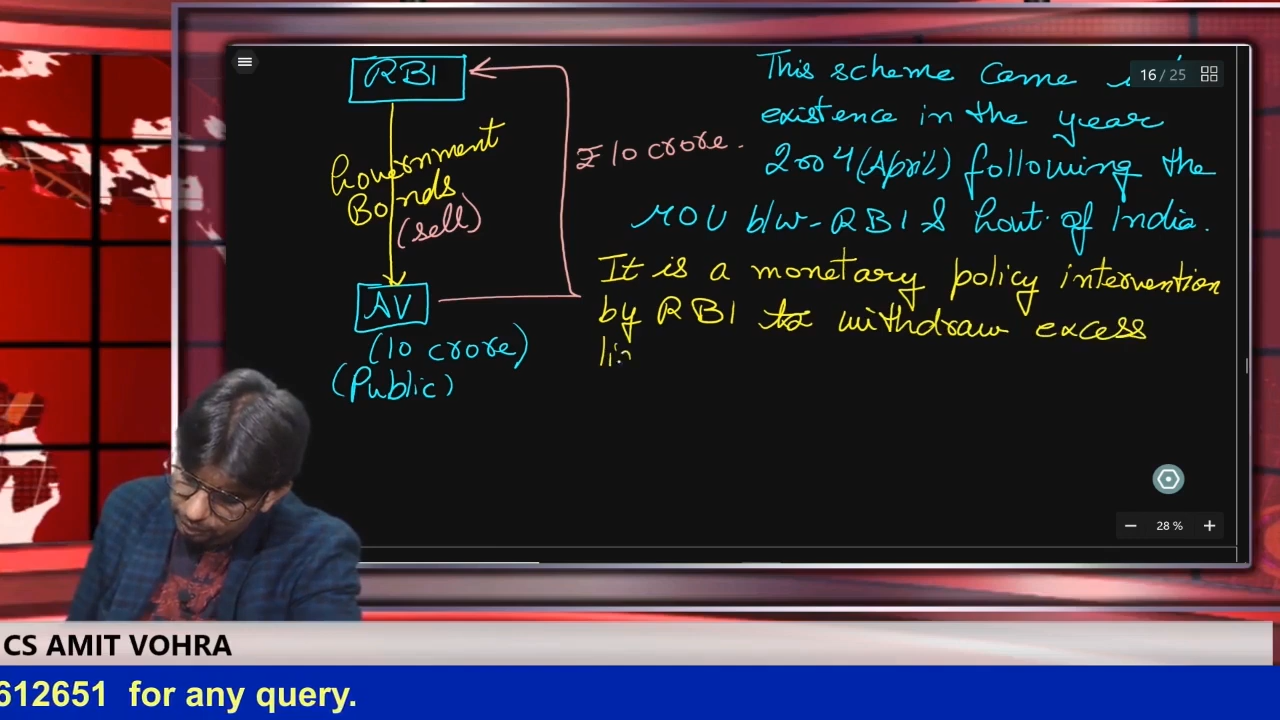 RBI
This scheme came
16 / 25
existence in the year
Government
Bonds
(sell)
₹ 10 crore.
2004 (April) following the
MOU b/w RBI & Govt. of India.
It is a monetary policy intervention
by RBI to withdraw excess
AV
(10 crore)
(Public)
28 %
CS AMIT VOHRA
612651 for any query.